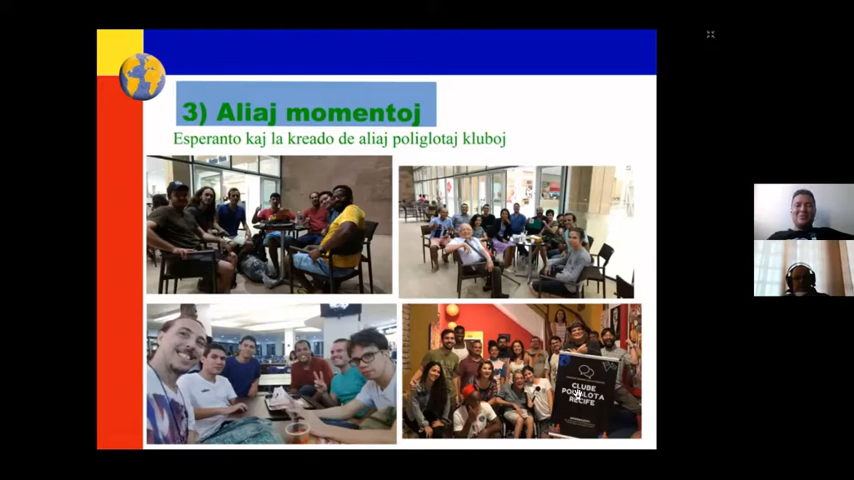 3) Aliaj momentoj
Esperanto kaj la kreado de aliaj poliglotaj kluboj
CLUBE
POLIGLOTA
RECIFE